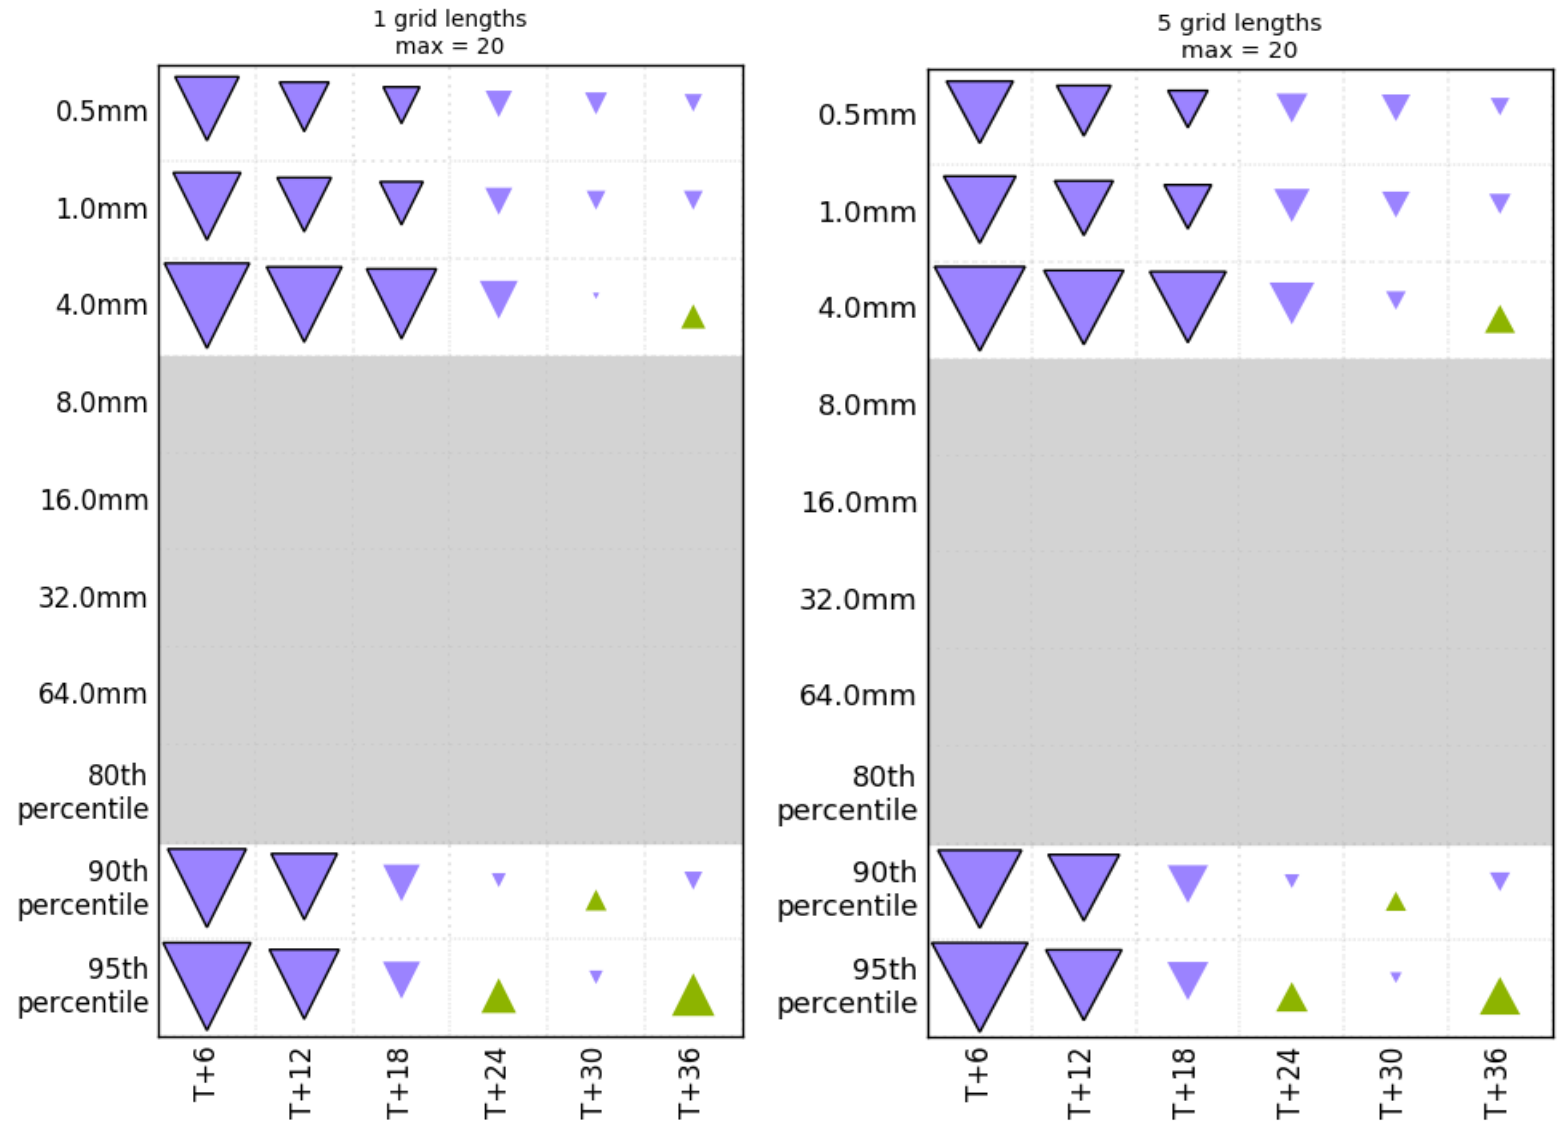 1 grid lengths
max = 20
0.5mm
1.0mm
4.0mm
8.0mm
16.0mm
32.0mm
64.0mm
80th
percentile
90th
percentile
95th
percentile
T+6
T+12
T+18
T+24
T+30
T+36
5 grid lengths
max = 20
0.5mm
1.0mm
4.0mm
8.0mm
16.0mm
32.0mm
64.0mm
80th
percentile
90th
percentile
95th
percentile
T+6
T+12
T+18
T+24
T+30
T+36